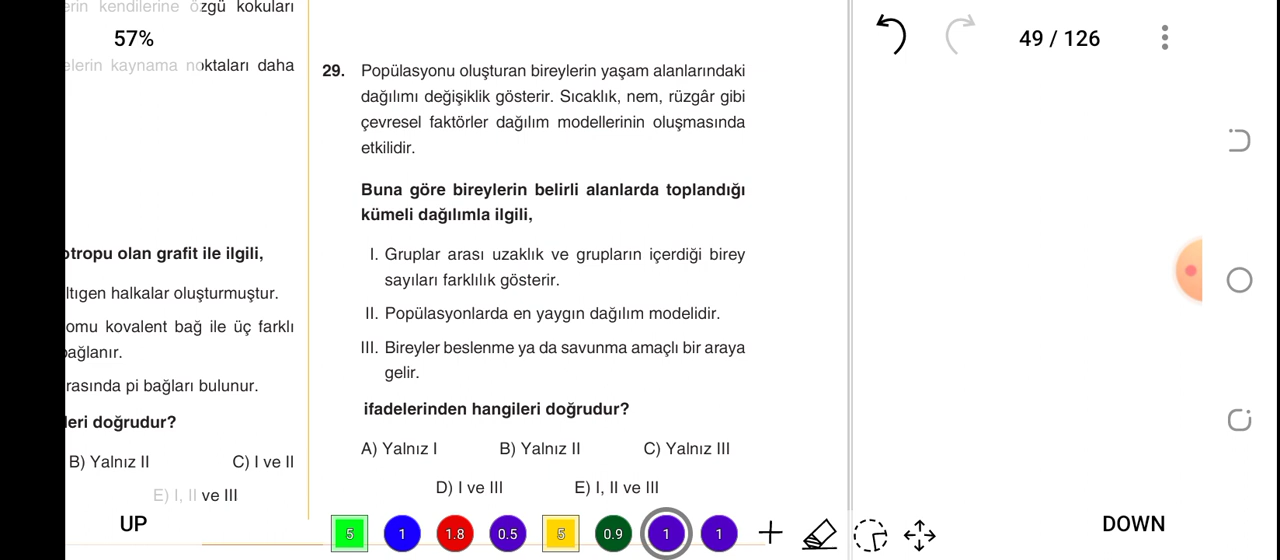 erin kendilerine özgü kokuları
57%
elerin kaynama noktaları daha
otropu olan grafit ile ilgili,
ltıgen halkalar oluşturmuştur.
omu kovalent bağ ile üç farklı
bağlanır.
rasında pi bağları bulunur.
leri doğrudur?
B) Yalnız II C) I ve II
E) I, II ve III
UP
29. Popülasyonu oluşturan bireylerin yaşam alanlarındaki
dağılımı değişiklik gösterir. Sıcaklık, nem, rüzgâr gibi
çevresel faktörler dağılım modellerinin oluşmasında
etkilidir.
Buna göre bireylerin belirli alanlarda toplandığı
kümeli dağılımla ilgili,
I. Gruplar arası uzaklık ve grupların içerdiği birey
sayıları farklılık gösterir.
II. Popülasyonlarda en yaygın dağılım modelidir.
III. Bireyler beslenme ya da savunma amaçlı bir araya
gelir.
ifadelerinden hangileri doğrudur?
A) Yalnız I B) Yalnız II C) Yalnız III
D) I ve III E) I, II ve III
5 1 1.8 0.5 5 0.9 1 1
49 / 126
DOWN